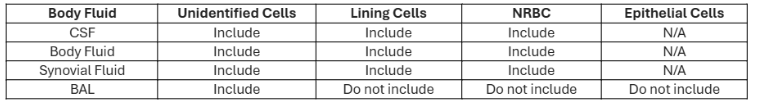 Body Fluid Unidentified Cells Lining Cells NRBC Epithelial Cells
CSF Include Include Include N/A
Body Fluid Include Include Include N/A
Synovial Fluid Include Include Include N/A
BAL Include Do not include Do not include Do not include